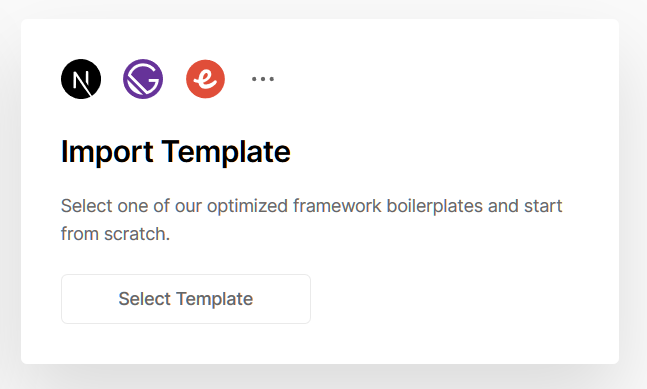 Import Template
Select one of our optimized framework boilerplates and start
from scratch.
Select Template